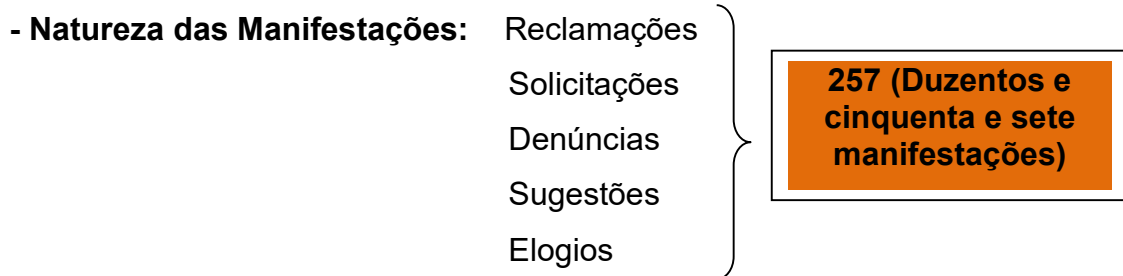 - Natureza das Manifestações: Reclamações
Solicitações
Denúncias
Sugestões
Elogios
257 (Duzentos e
cinquenta e sete
manifestações)